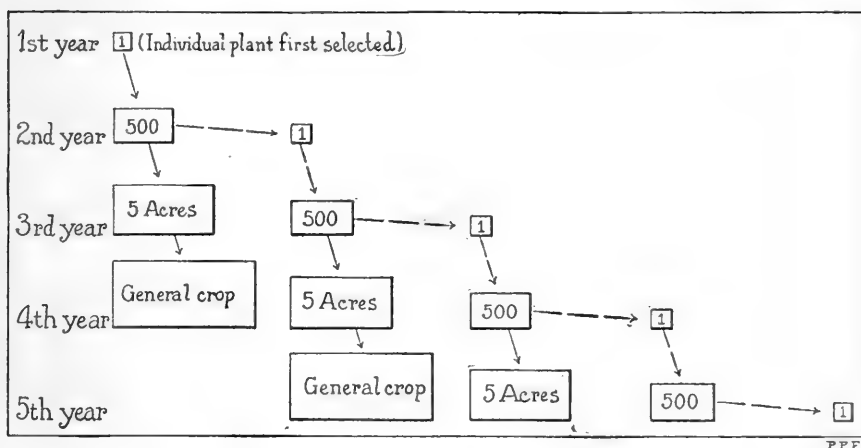 1st year 1 (Individual plant first selected)
2nd year 500 1
3rd year 5 Acres 500 1
4th year General crop 5 Acres 500 1
5th year General crop 5 Acres 500 1
P.P.F.